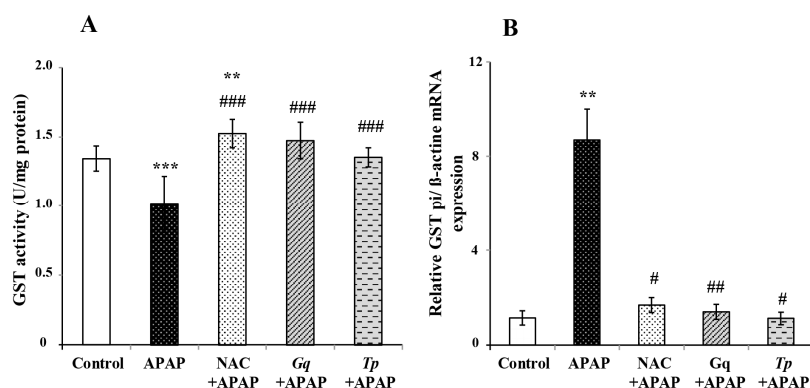 A
GST activity (U/mg protein)
2.0
1.5
1.0
0.5
0
***
**
###
###
###
Control APAP NAC Gq Tp
+APAP +APAP +APAP
B
Relative GST pi/ ß-actine mRNA
expression
12
8
4
0
**
#
##
#
Control APAP NAC Gq Tp
+APAP +APAP +APAP